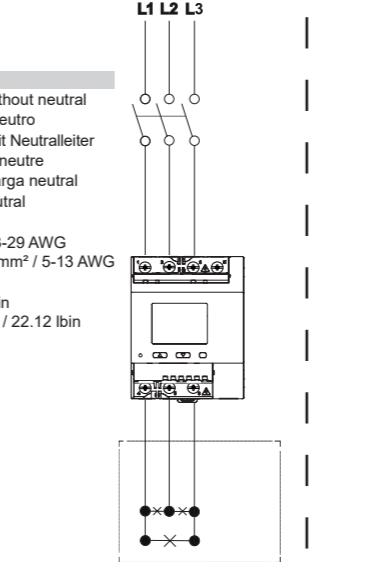 L1 L2 L3
thout neutral
eutro
it Neutralleiter
neutre
arga neutral
utral
-29 AWG
mm² / 5-13 AWG
in
/ 22.12 lbin